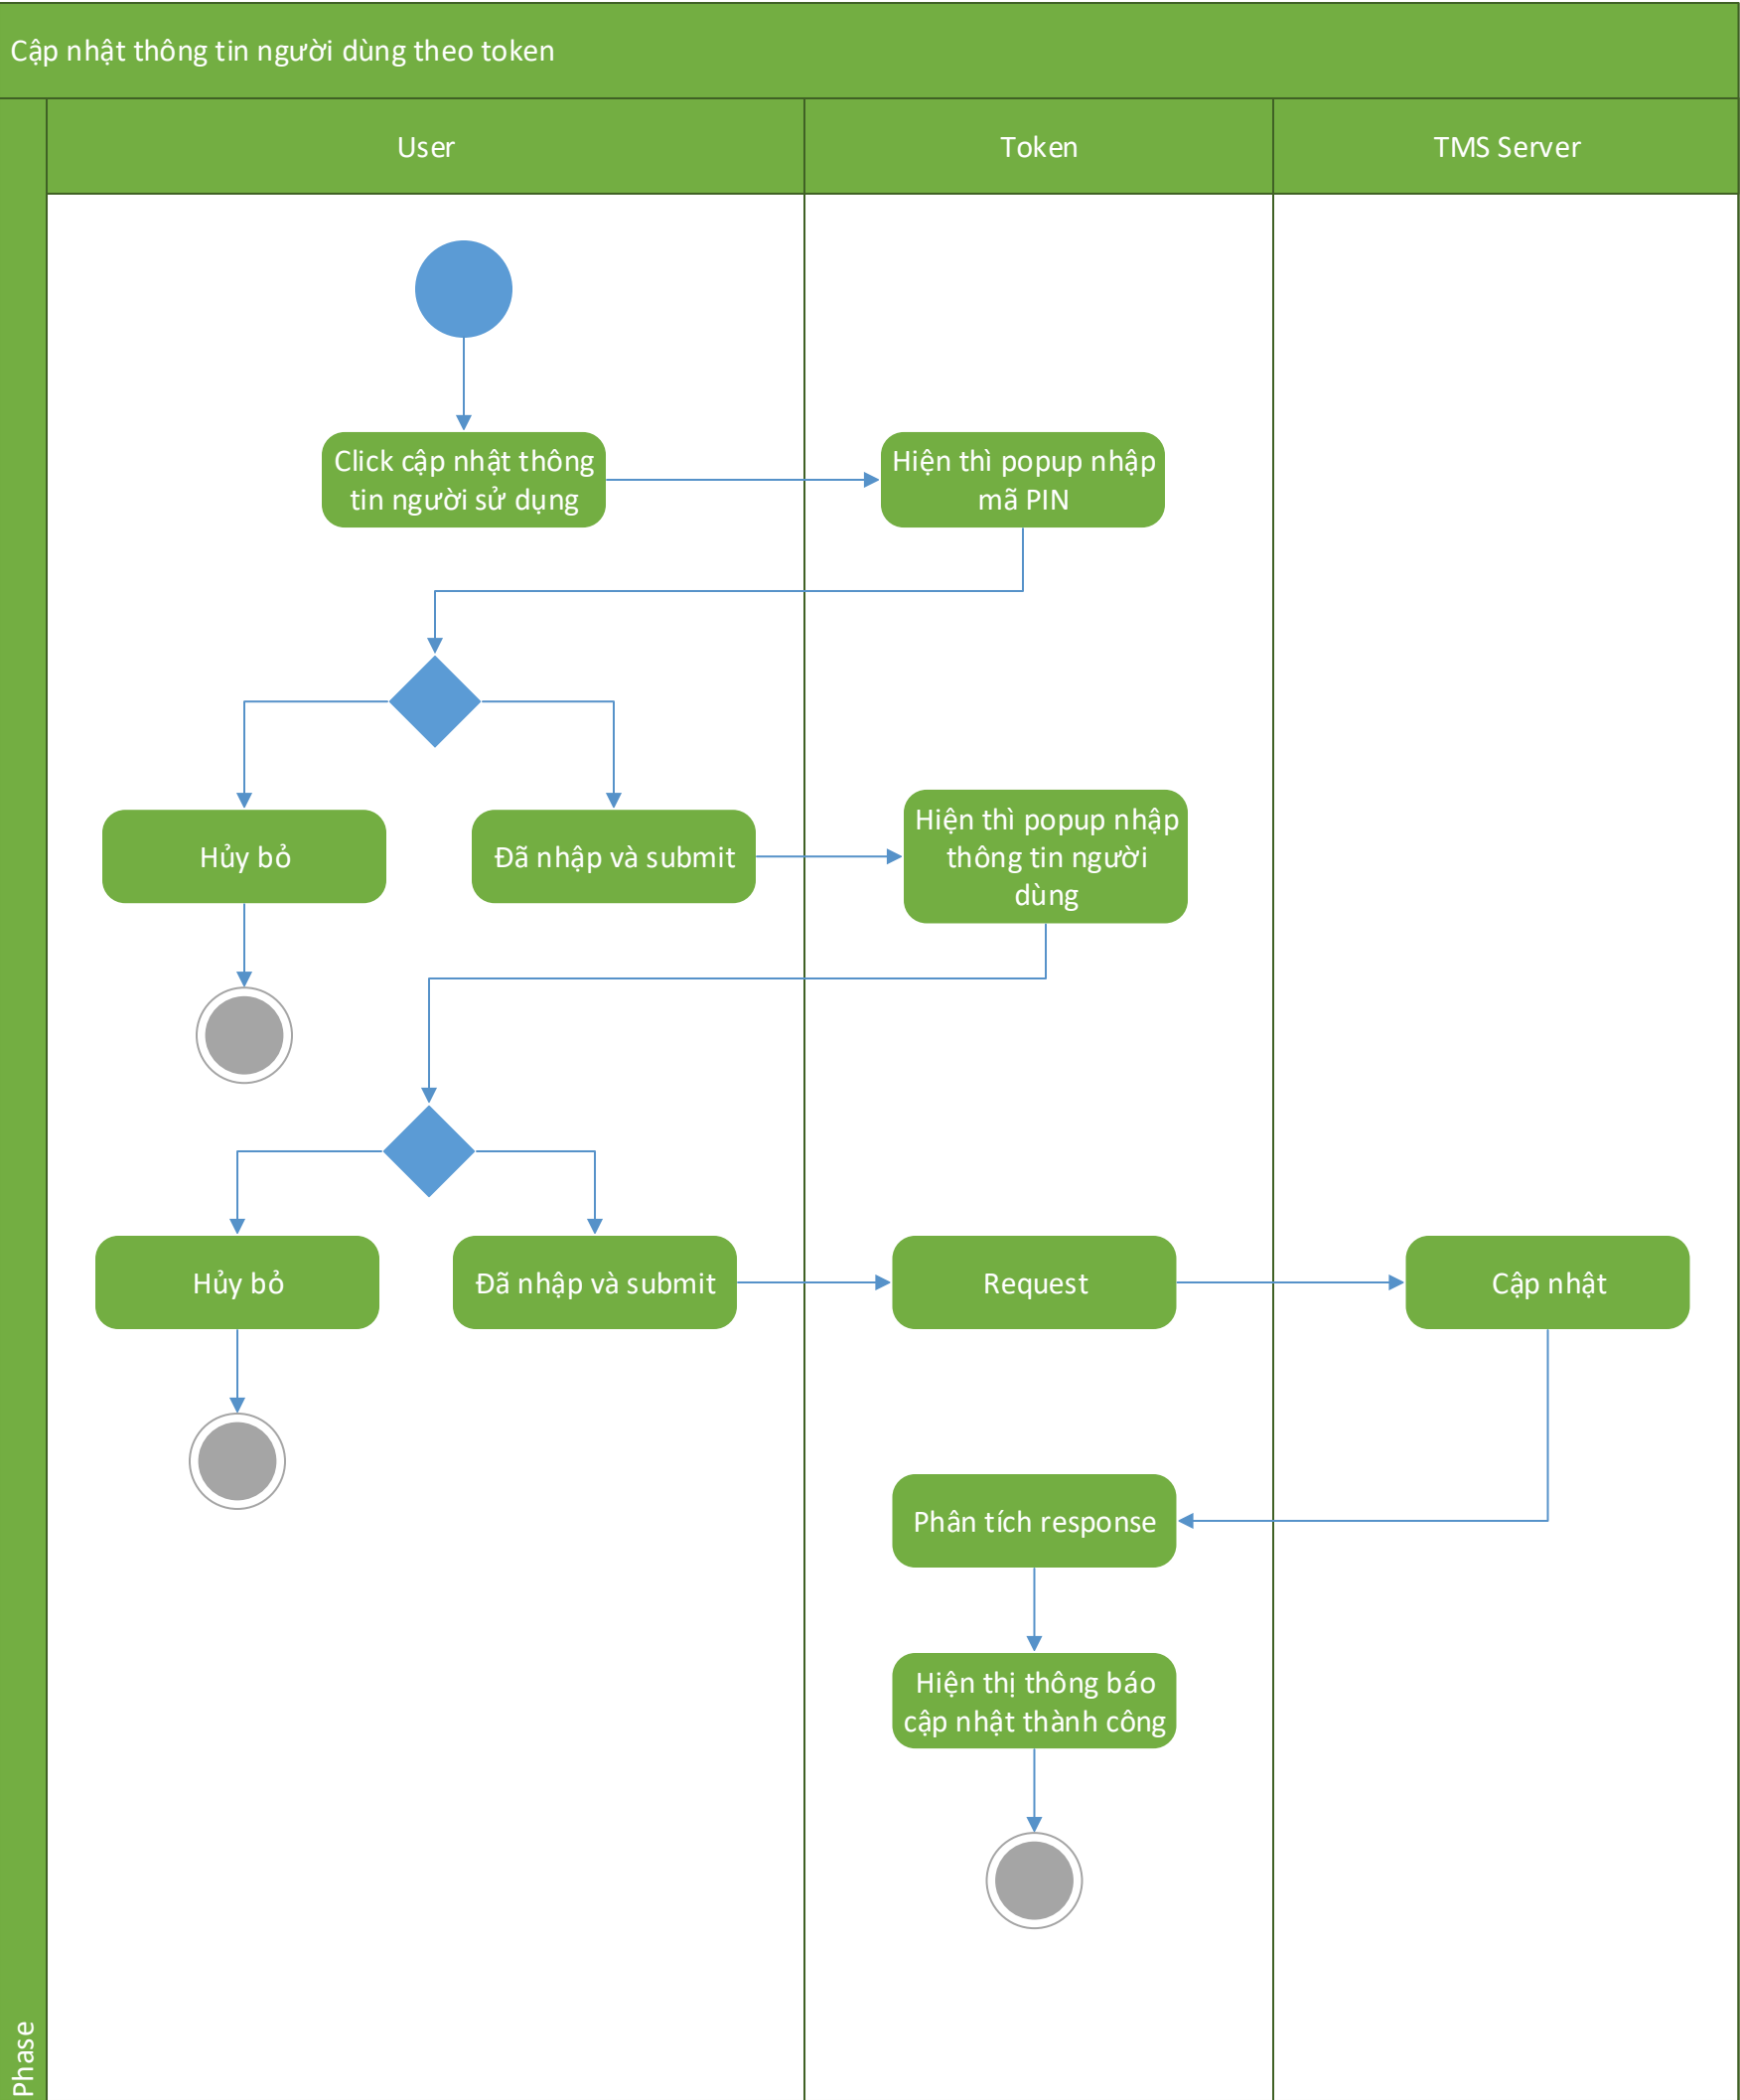 Cập nhật thông tin người dùng theo token
User
Token
TMS Server
Click cập nhật thông
tin người sử dụng
Hiện thì popup nhập
mã PIN
Hủy bỏ
Đã nhập và submit
Hiện thì popup nhập
thông tin người
dùng
Hủy bỏ
Đã nhập và submit
Request
Cập nhật
Phân tích response
Hiện thị thông báo
cập nhật thành công
Phase